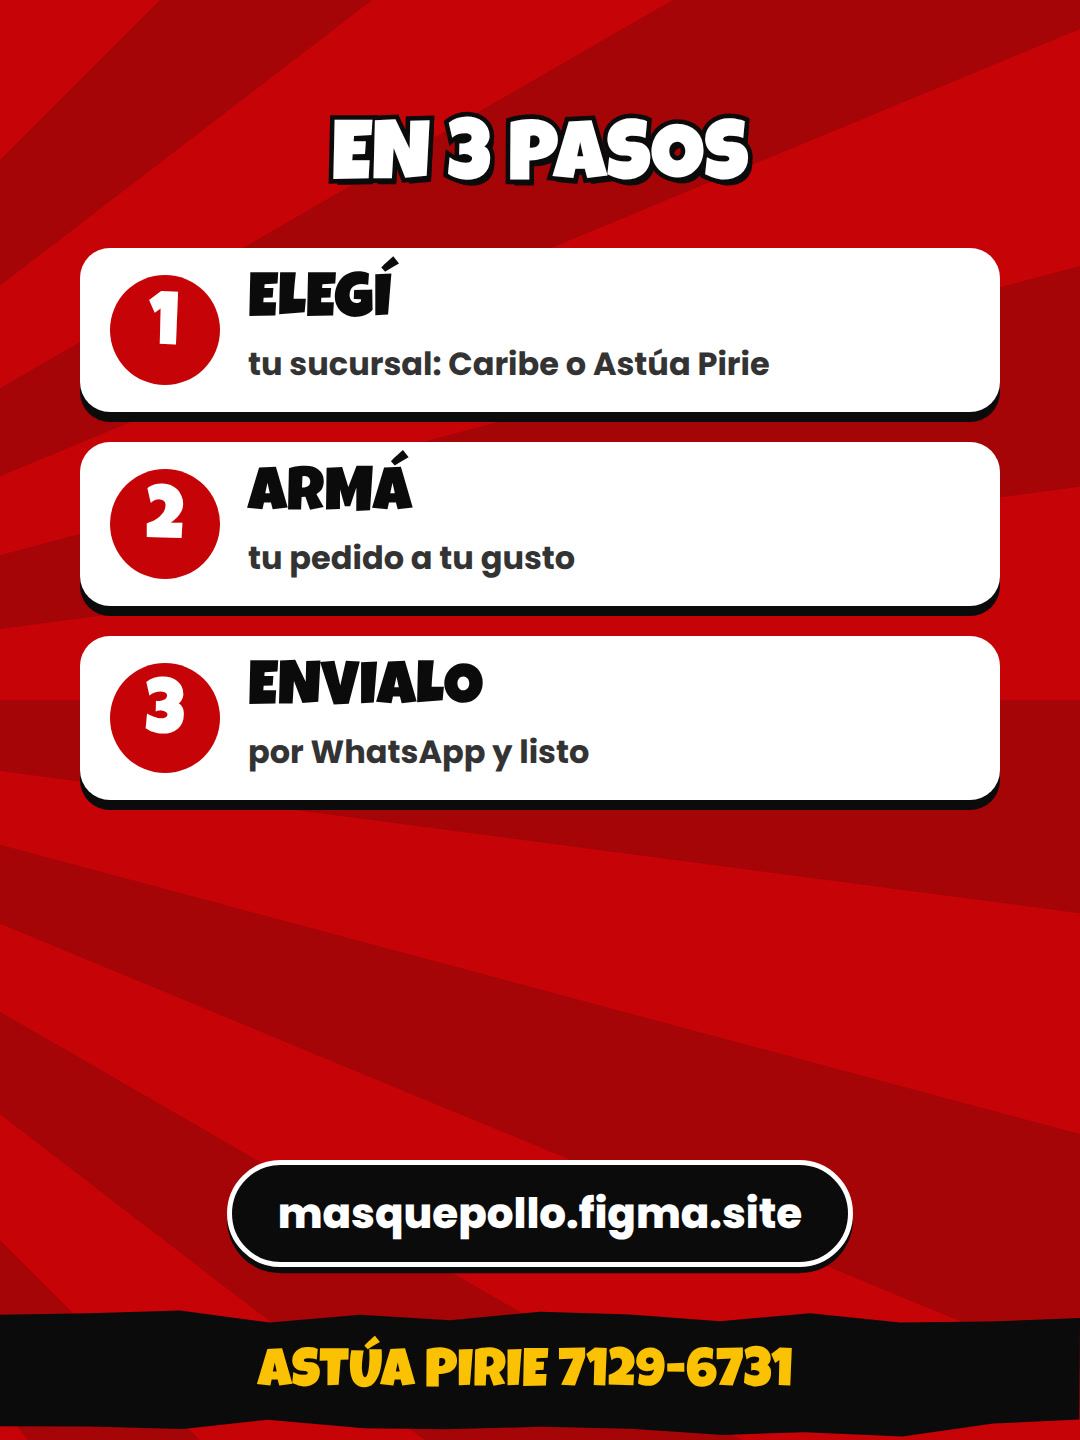 EN 3 PASOS
1
ELEGÍ
tu sucursal: Caribe o Astúa Pirie
2
ARMÁ
tu pedido a tu gusto
3
ENVIALO
por WhatsApp y listo
masquepollo.figma.site
ASTÚA PIRIE 7129-6731